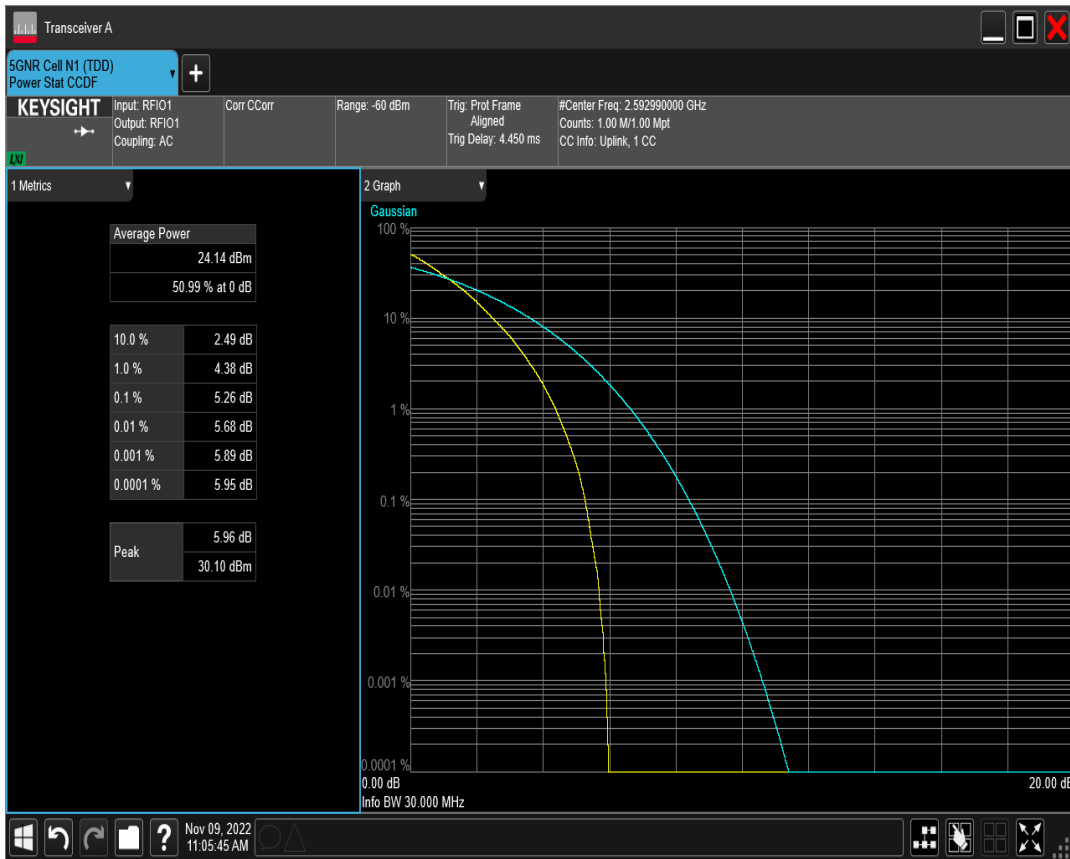 Transceiver A
5GNR Cell N1 (TDD)
Power Stat CCDF
+
KEYSIGHT
LXI
Input: RFIO1
Output: RFIO1
Coupling: AC
Corr CCorr
Range: -60 dBm
Trig: Prot Frame
Aligned
Trig Delay: 4.450 ms
#Center Freq: 2.592990000 GHz
Counts: 1.00 M/1.00 Mpt
CC Info: Uplink, 1 CC
1 Metrics
Average Power
24.14 dBm
50.99 % at 0 dB
10.0 % 2.49 dB
1.0 % 4.38 dB
0.1 % 5.26 dB
0.01 % 5.68 dB
0.001 % 5.89 dB
0.0001 % 5.95 dB
Peak 5.96 dB
30.10 dBm
2 Graph
Gaussian
100 %
10 %
1 %
0.1 %
0.01 %
0.001 %
0.0001 %
0.00 dB 20.00 dB
Info BW 30.000 MHz
? Nov 09, 2022
11:05:45 AM